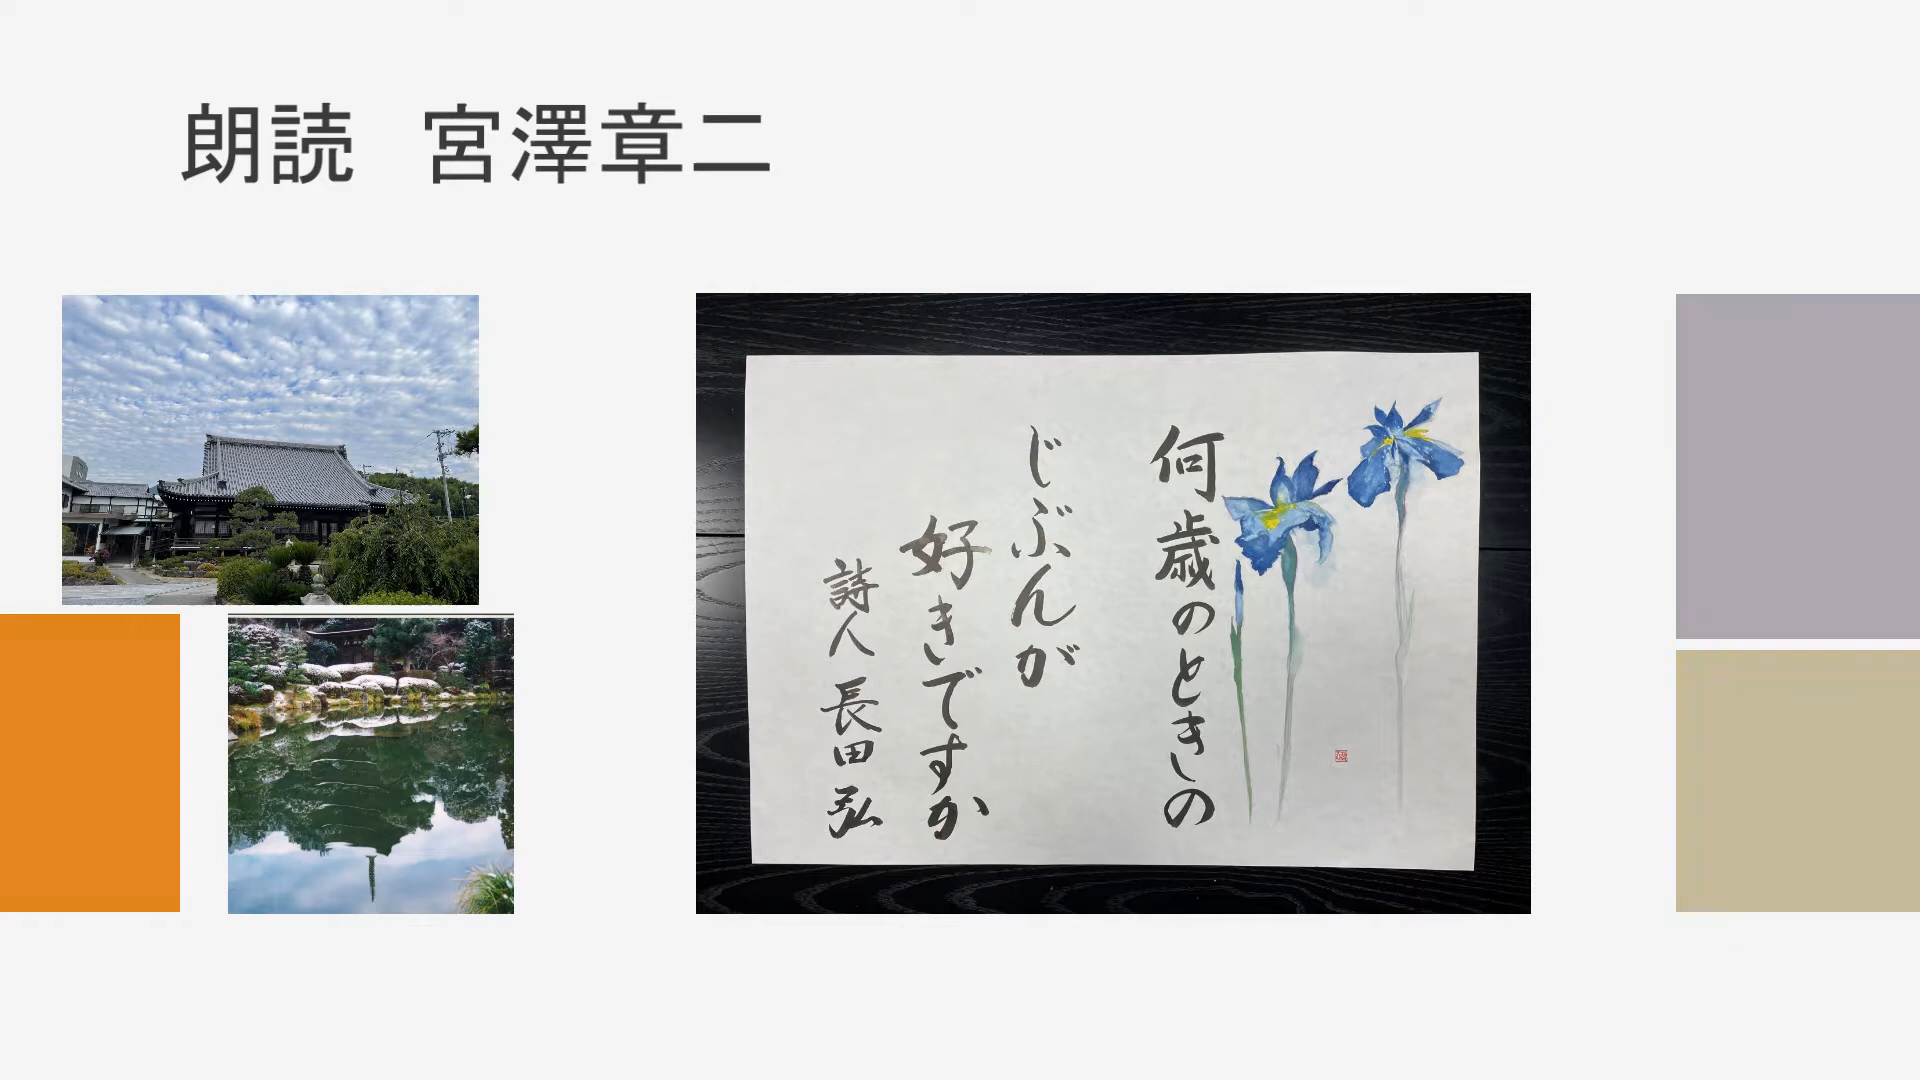 朗読　宮澤章二
何歳のときの
じぶんが
好きですか
詩人 長田弘